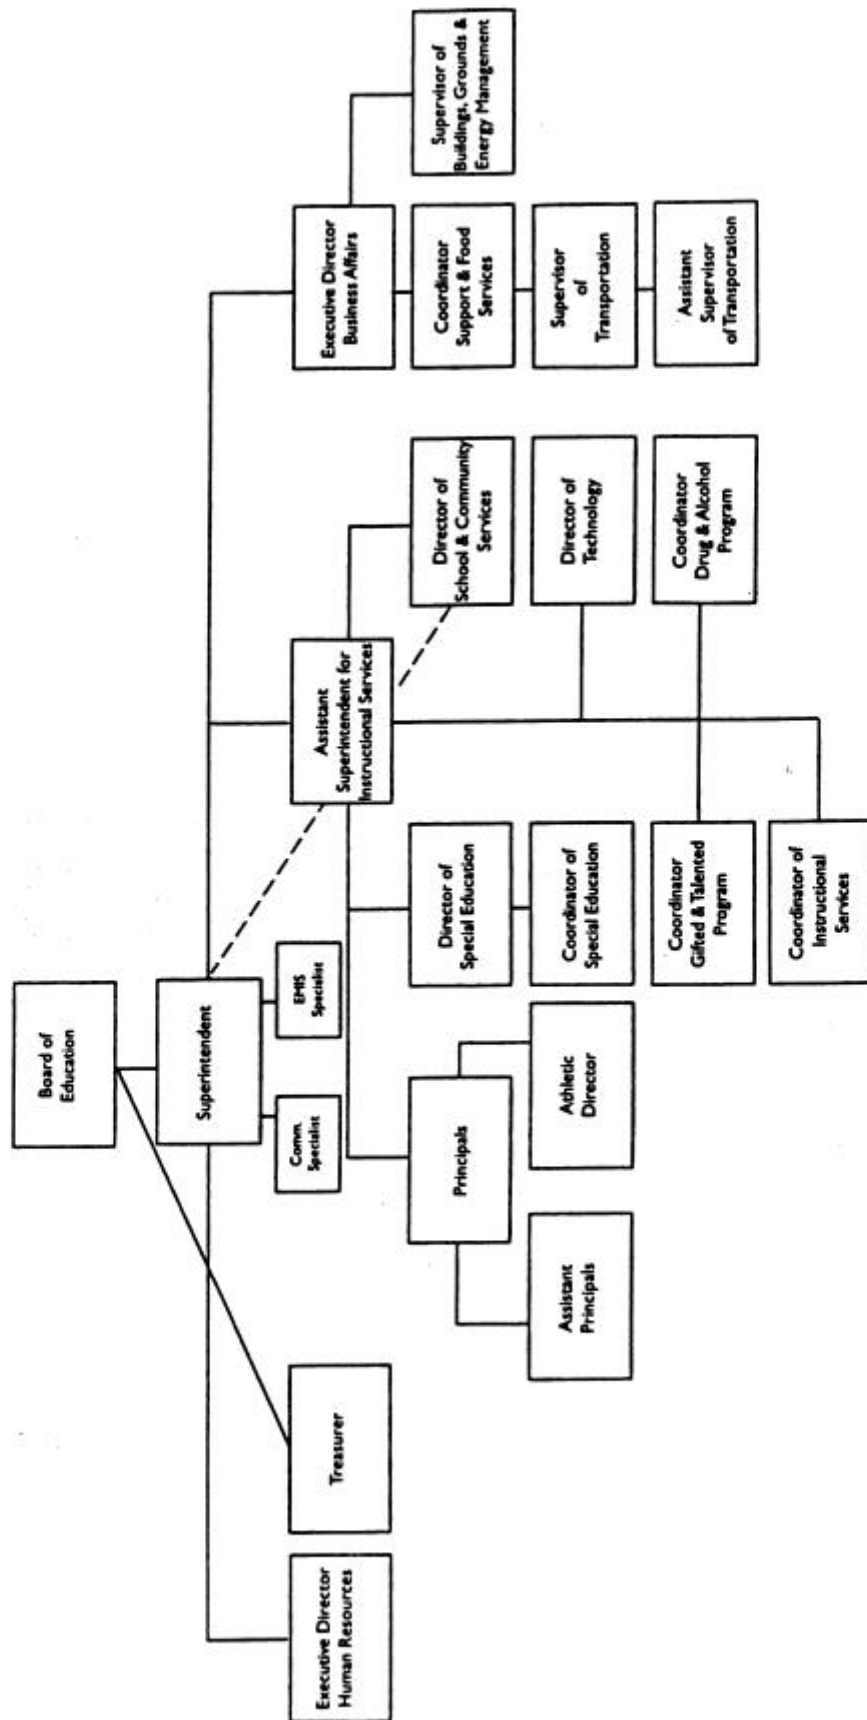 Board of
Education
Superintendent
Comm.
Specialist
EMIS
Specialist
Executive Director
Human Resources
Treasurer
Assistant
Superintendent for
Instructional Services
Executive Director
Business Affairs
Principals
Director of
Special Education
Director of
School & Community
Services
Coordinator
Support & Food
Services
Supervisor of
Buildings, Grounds &
Energy Management
Assistant
Principals
Athletic
Director
Coordinator of
Special Education
Director of
Technology
Supervisor
of
Transportation
Coordinator
Gifted & Talented
Program
Coordinator
Drug & Alcohol
Program
Assistant
Supervisor
of Transportation
Coordinator of
Instructional
Services